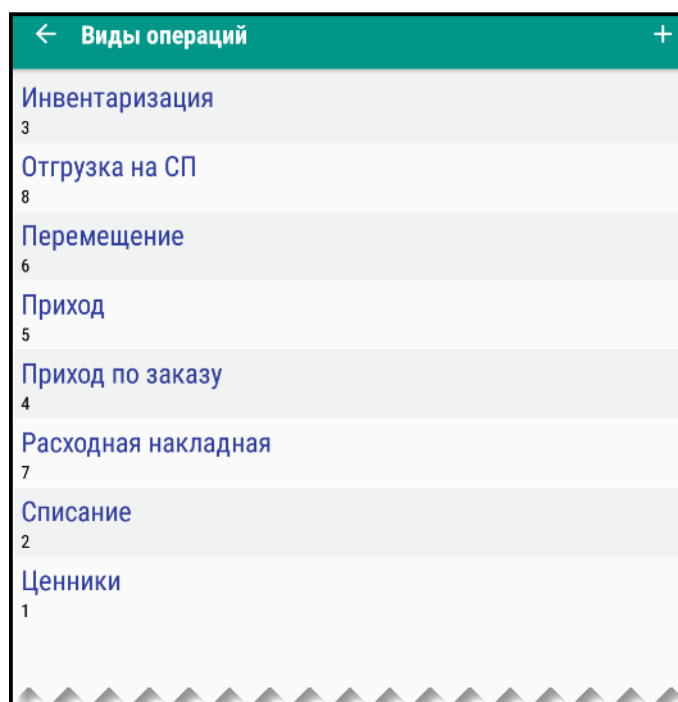 ← Виды операций +
Инвентаризация
3
Отгрузка на СП
8
Перемещение
6
Приход
5
Приход по заказу
4
Расходная накладная
7
Списание
2
Ценники
1